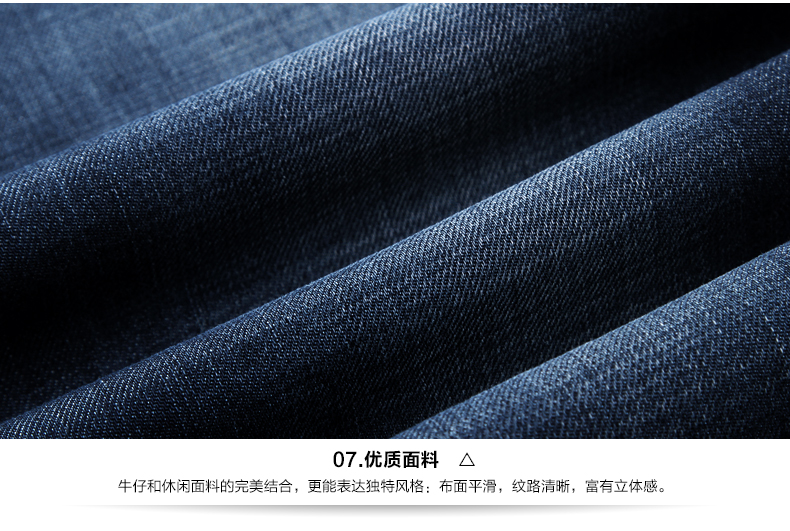 07.优质面料 △
牛仔和休闲面料的完美结合，更能表达独特风格；布面平滑，纹路清晰，富有立体感。